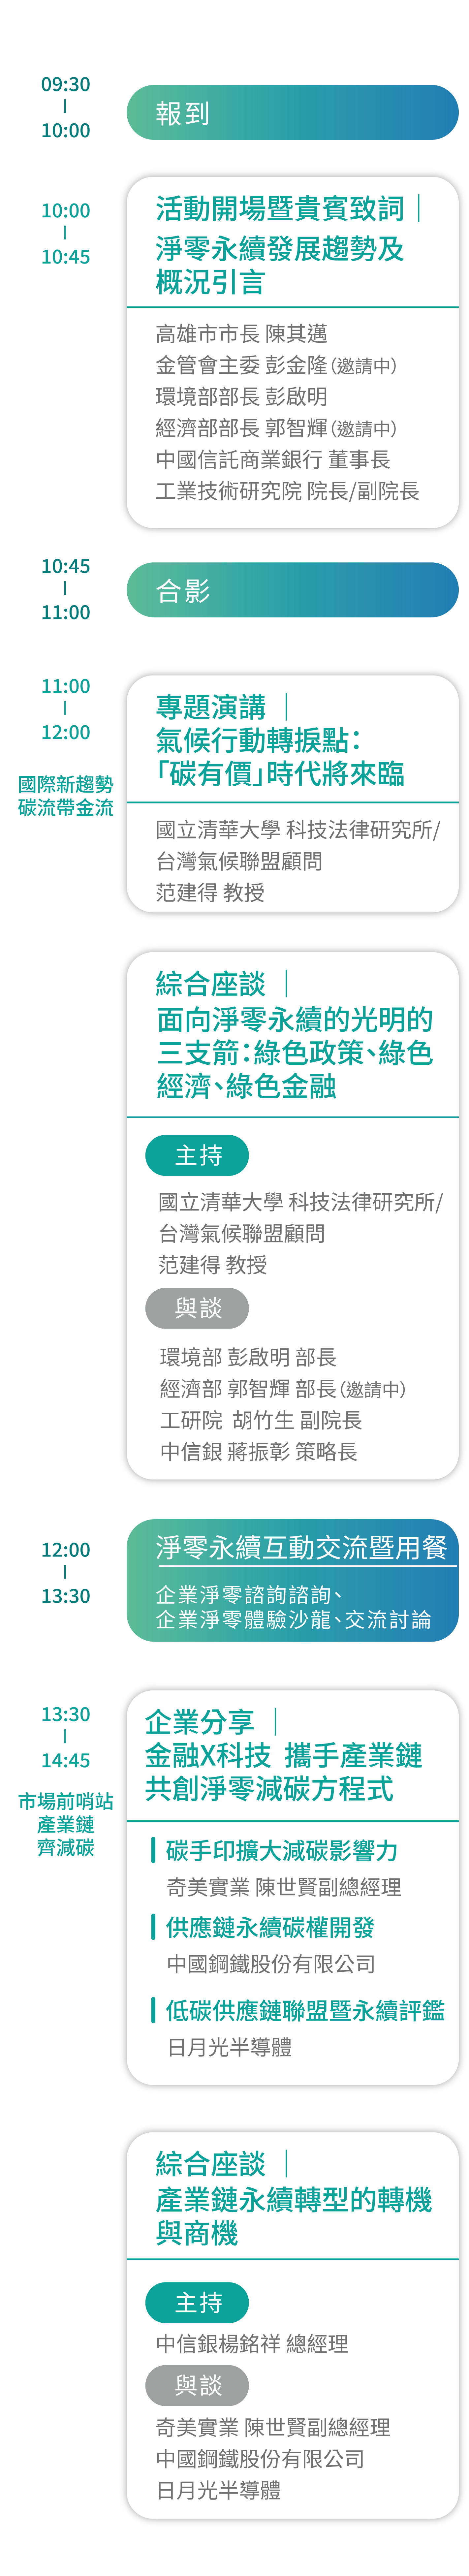 09:30
|
10:00
報到
10:00
|
10:45
活動開場暨貴賓致詞｜
淨零永續發展趨勢及
概況引言
高雄市市長 陳其邁
金管會主委 彭金隆(邀請中)
環境部部長 彭啟明
經濟部部長 郭智輝(邀請中)
中國信託商業銀行 董事長
工業技術研究院 院長/副院長
10:45
|
11:00
合影
11:00
|
12:00
國際新趨勢
碳流帶金流
專題演講 ｜
氣候行動轉捩點：
「碳有價」時代將來臨
國立清華大學 科技法律研究所/
台灣氣候聯盟顧問
范建得 教授
綜合座談 ｜
面向淨零永續的光明的
三支箭：綠色政策、綠色
經濟、綠色金融
主持
國立清華大學 科技法律研究所/
台灣氣候聯盟顧問
范建得 教授
與談
環境部 彭啟明 部長
經濟部 郭智輝 部長(邀請中)
工研院 胡竹生 副院長
中信銀 蔣振彰 策略長
12:00
|
13:30
淨零永續互動交流暨用餐
企業淨零諮詢諮詢、
企業淨零體驗沙龍、交流討論
13:30
|
14:45
市場前哨站
產業鏈
齊減碳
企業分享 ｜
金融X科技 攜手產業鏈
共創淨零減碳方程式
碳手印擴大減碳影響力
奇美實業 陳世賢副總經理
供應鏈永續碳權開發
中國鋼鐵股份有限公司
低碳供應鏈聯盟暨永續評鑑
日月光半導體
綜合座談 ｜
產業鏈永續轉型的轉機
與商機
主持
中信銀楊銘祥 總經理
與談
奇美實業 陳世賢副總經理
中國鋼鐵股份有限公司
日月光半導體